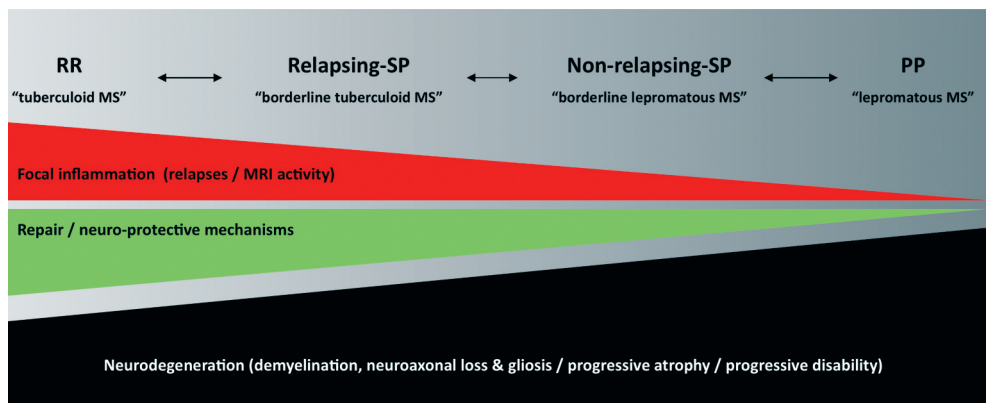 RR Relapsing-SP Non-relapsing-SP PP
“tuberculoid MS” “borderline tuberculoid MS” “borderline lepromatous MS” “lepromatous MS”
Focal inflammation (relapses / MRI activity)
Repair / neuro-protective mechanisms
Neurodegeneration (demyelination, neuroaxonal loss & gliosis / progressive atrophy / progressive disability)